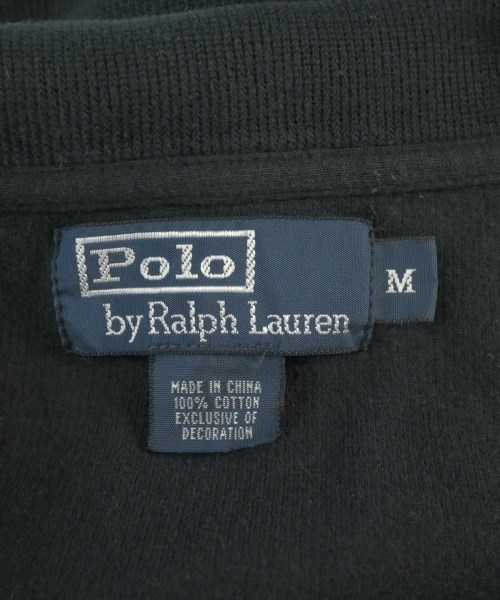 Polo
by Ralph Lauren
M
MADE IN CHINA
100% COTTON
EXCLUSIVE OF
DECORATION